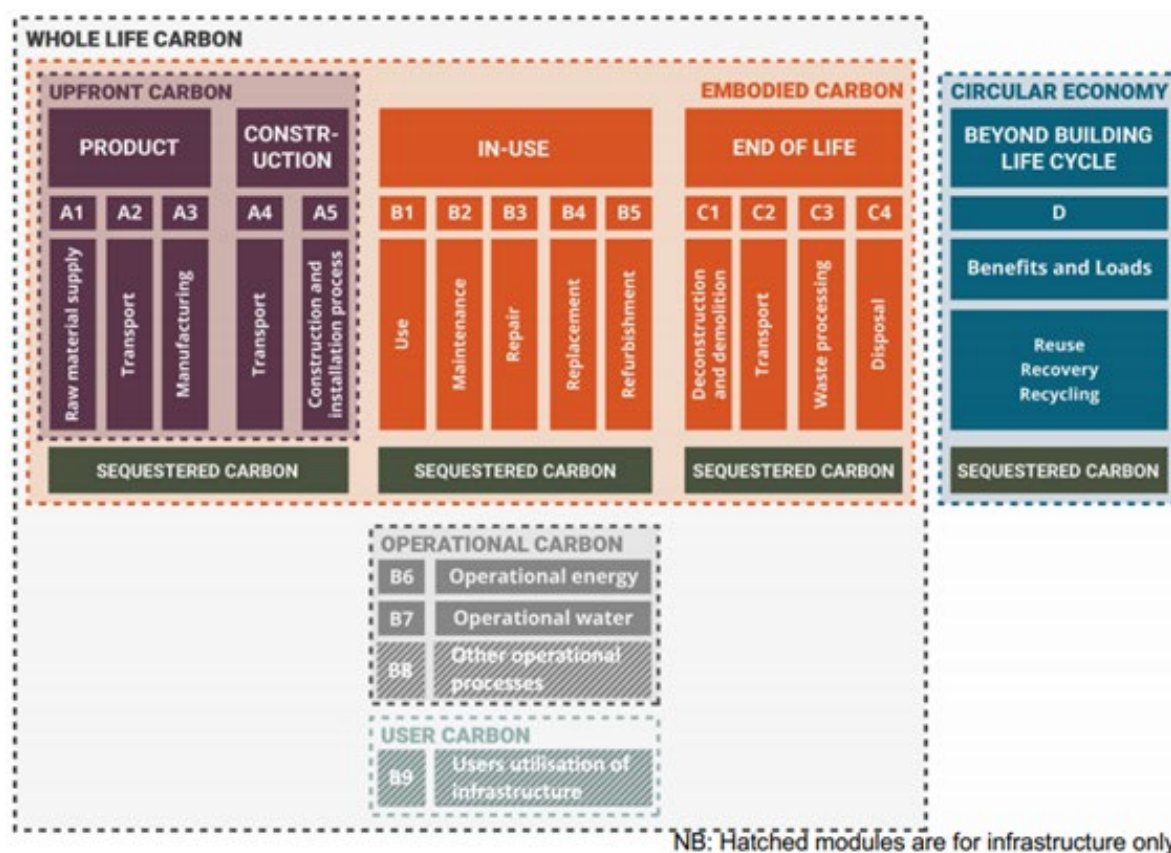 WHOLE LIFE CARBON
UPFRONT CARBON
EMBODIED CARBON
CIRCULAR ECONOMY
PRODUCT
CONSTR-
UCTION
IN-USE
END OF LIFE
BEYOND BUILDING
LIFE CYCLE
A1
A2
A3
A4
A5
B1
B2
B3
B4
B5
C1
C2
C3
C4
D
Raw material supply
Transport
Manufacturing
Transport
Construction and
installation process
Use
Maintenance
Repair
Replacement
Refurbishment
Deconstruction
and demolition
Transport
Waste processing
Disposal
Benefits and Loads
Reuse
Recovery
Recycling
SEQUESTERED CARBON
SEQUESTERED CARBON
SEQUESTERED CARBON
SEQUESTERED CARBON
OPERATIONAL CARBON
B6
Operational energy
B7
Operational water
B8
Other operational
processes
USER CARBON
B9
Users utilisation of
infrastructure
NB: Hatched modules are for infrastructure only